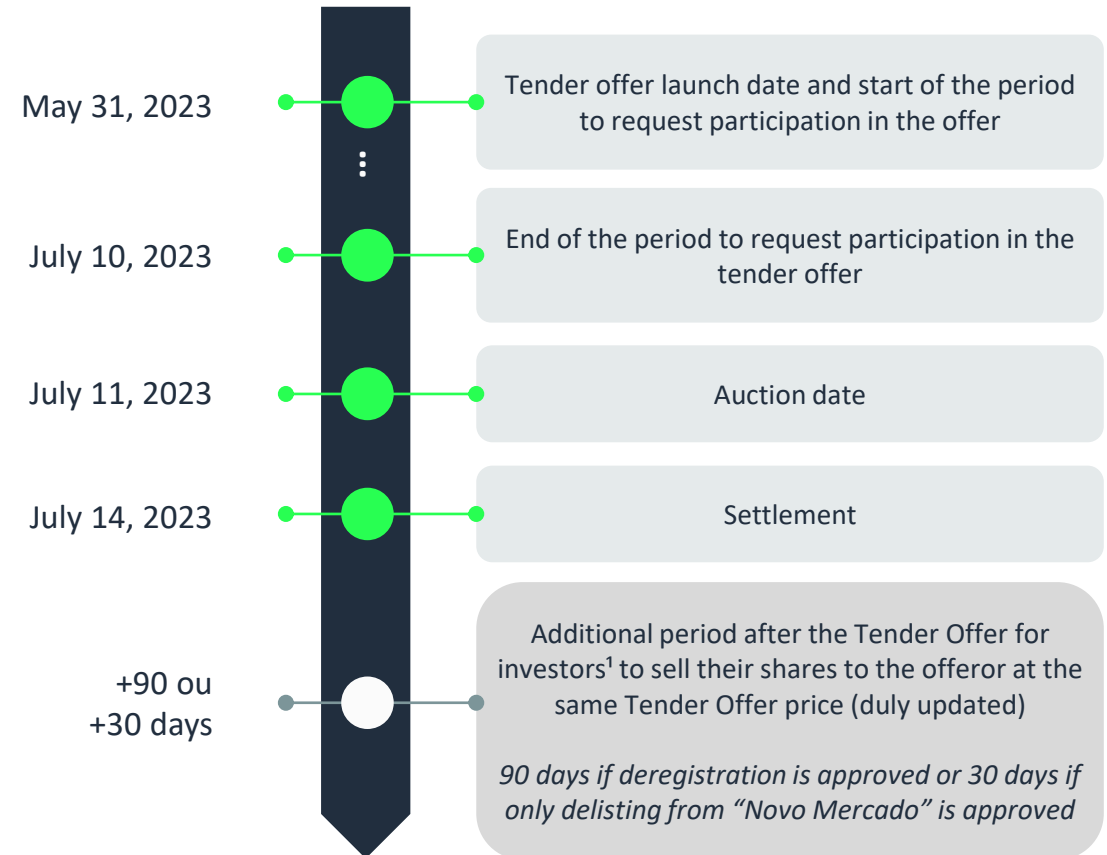 May 31, 2023
Tender offer launch date and start of the period
to request participation in the offer
July 10, 2023
End of the period to request participation in the
tender offer
July 11, 2023
Auction date
July 14, 2023
Settlement
+90 ou
+30 days
Additional period after the Tender Offer for
investors¹ to sell their shares to the offeror at the
same Tender Offer price (duly updated)
90 days if deregistration is approved or 30 days if
only delisting from “Novo Mercado” is approved